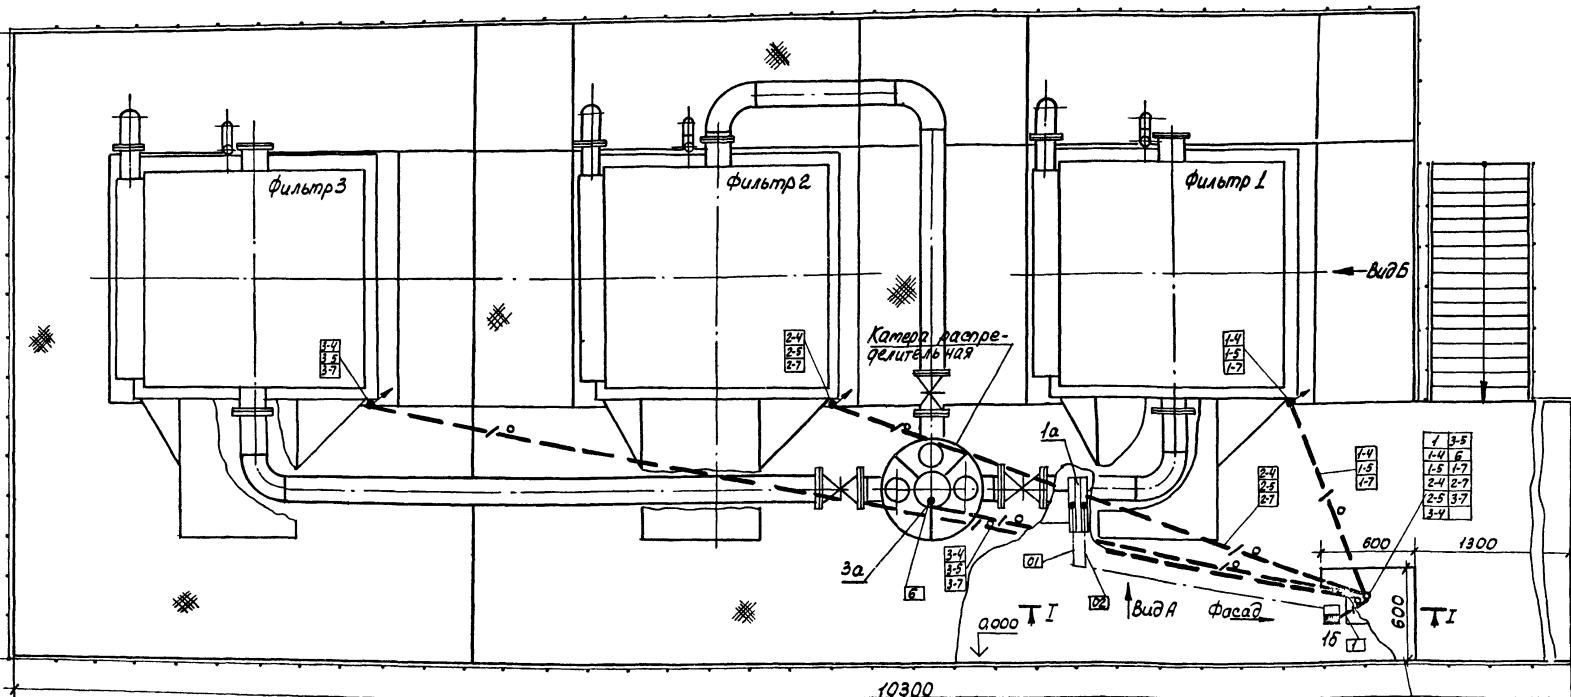 Фильтр 3
Фильтр 2
Фильтр 1
Вид Б
3-4
3-5
3-7
2-4
2-5
2-7
Камера распре-
делительная
1-4
1-5
1-7
1а
1-4
1-5
1-7
1 3-5
1-4 6
1-5 1-7
2-4 2-7
2-5 3-7
3-4
2-4
2-5
2-7
600
1300
3-4
3-5
3-7
3а
6
01
02
Вид А
Фасад
I
I
0.000
1б
1
600
10300